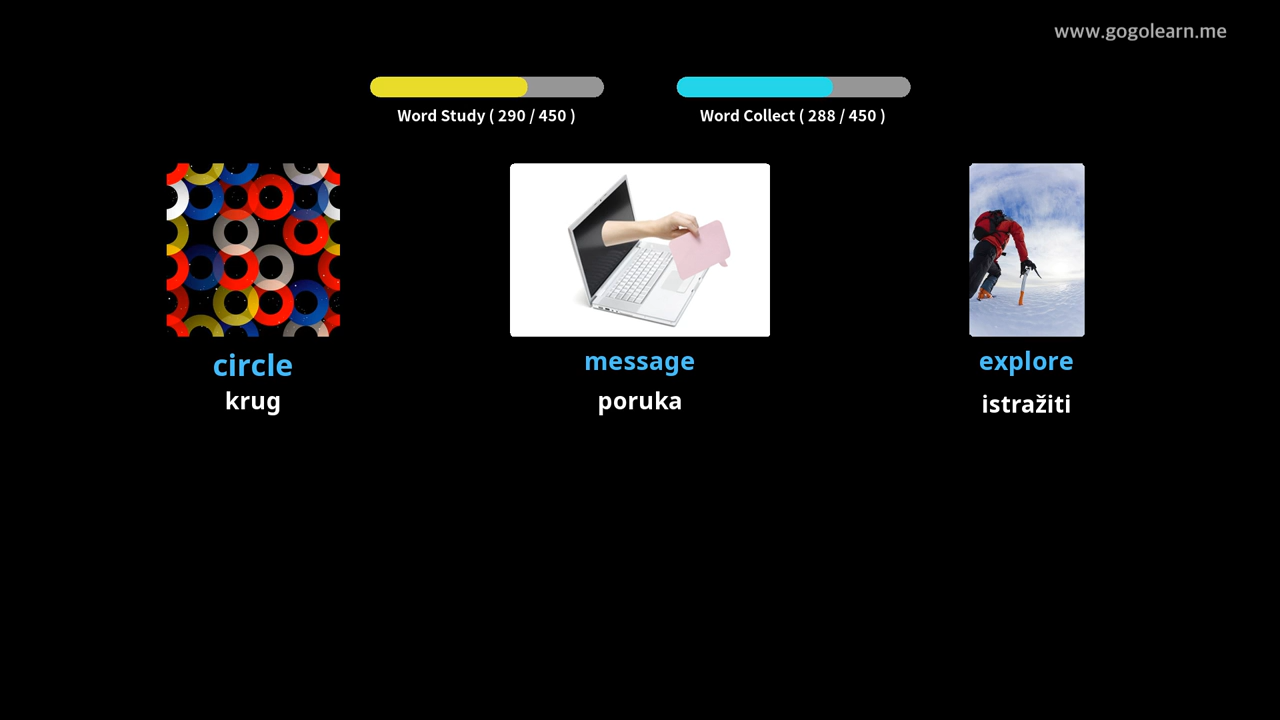 www.gogolearn.me
Word Study ( 290 / 450 )
Word Collect ( 288 / 450 )
circle
krug
message
poruka
explore
istražiti